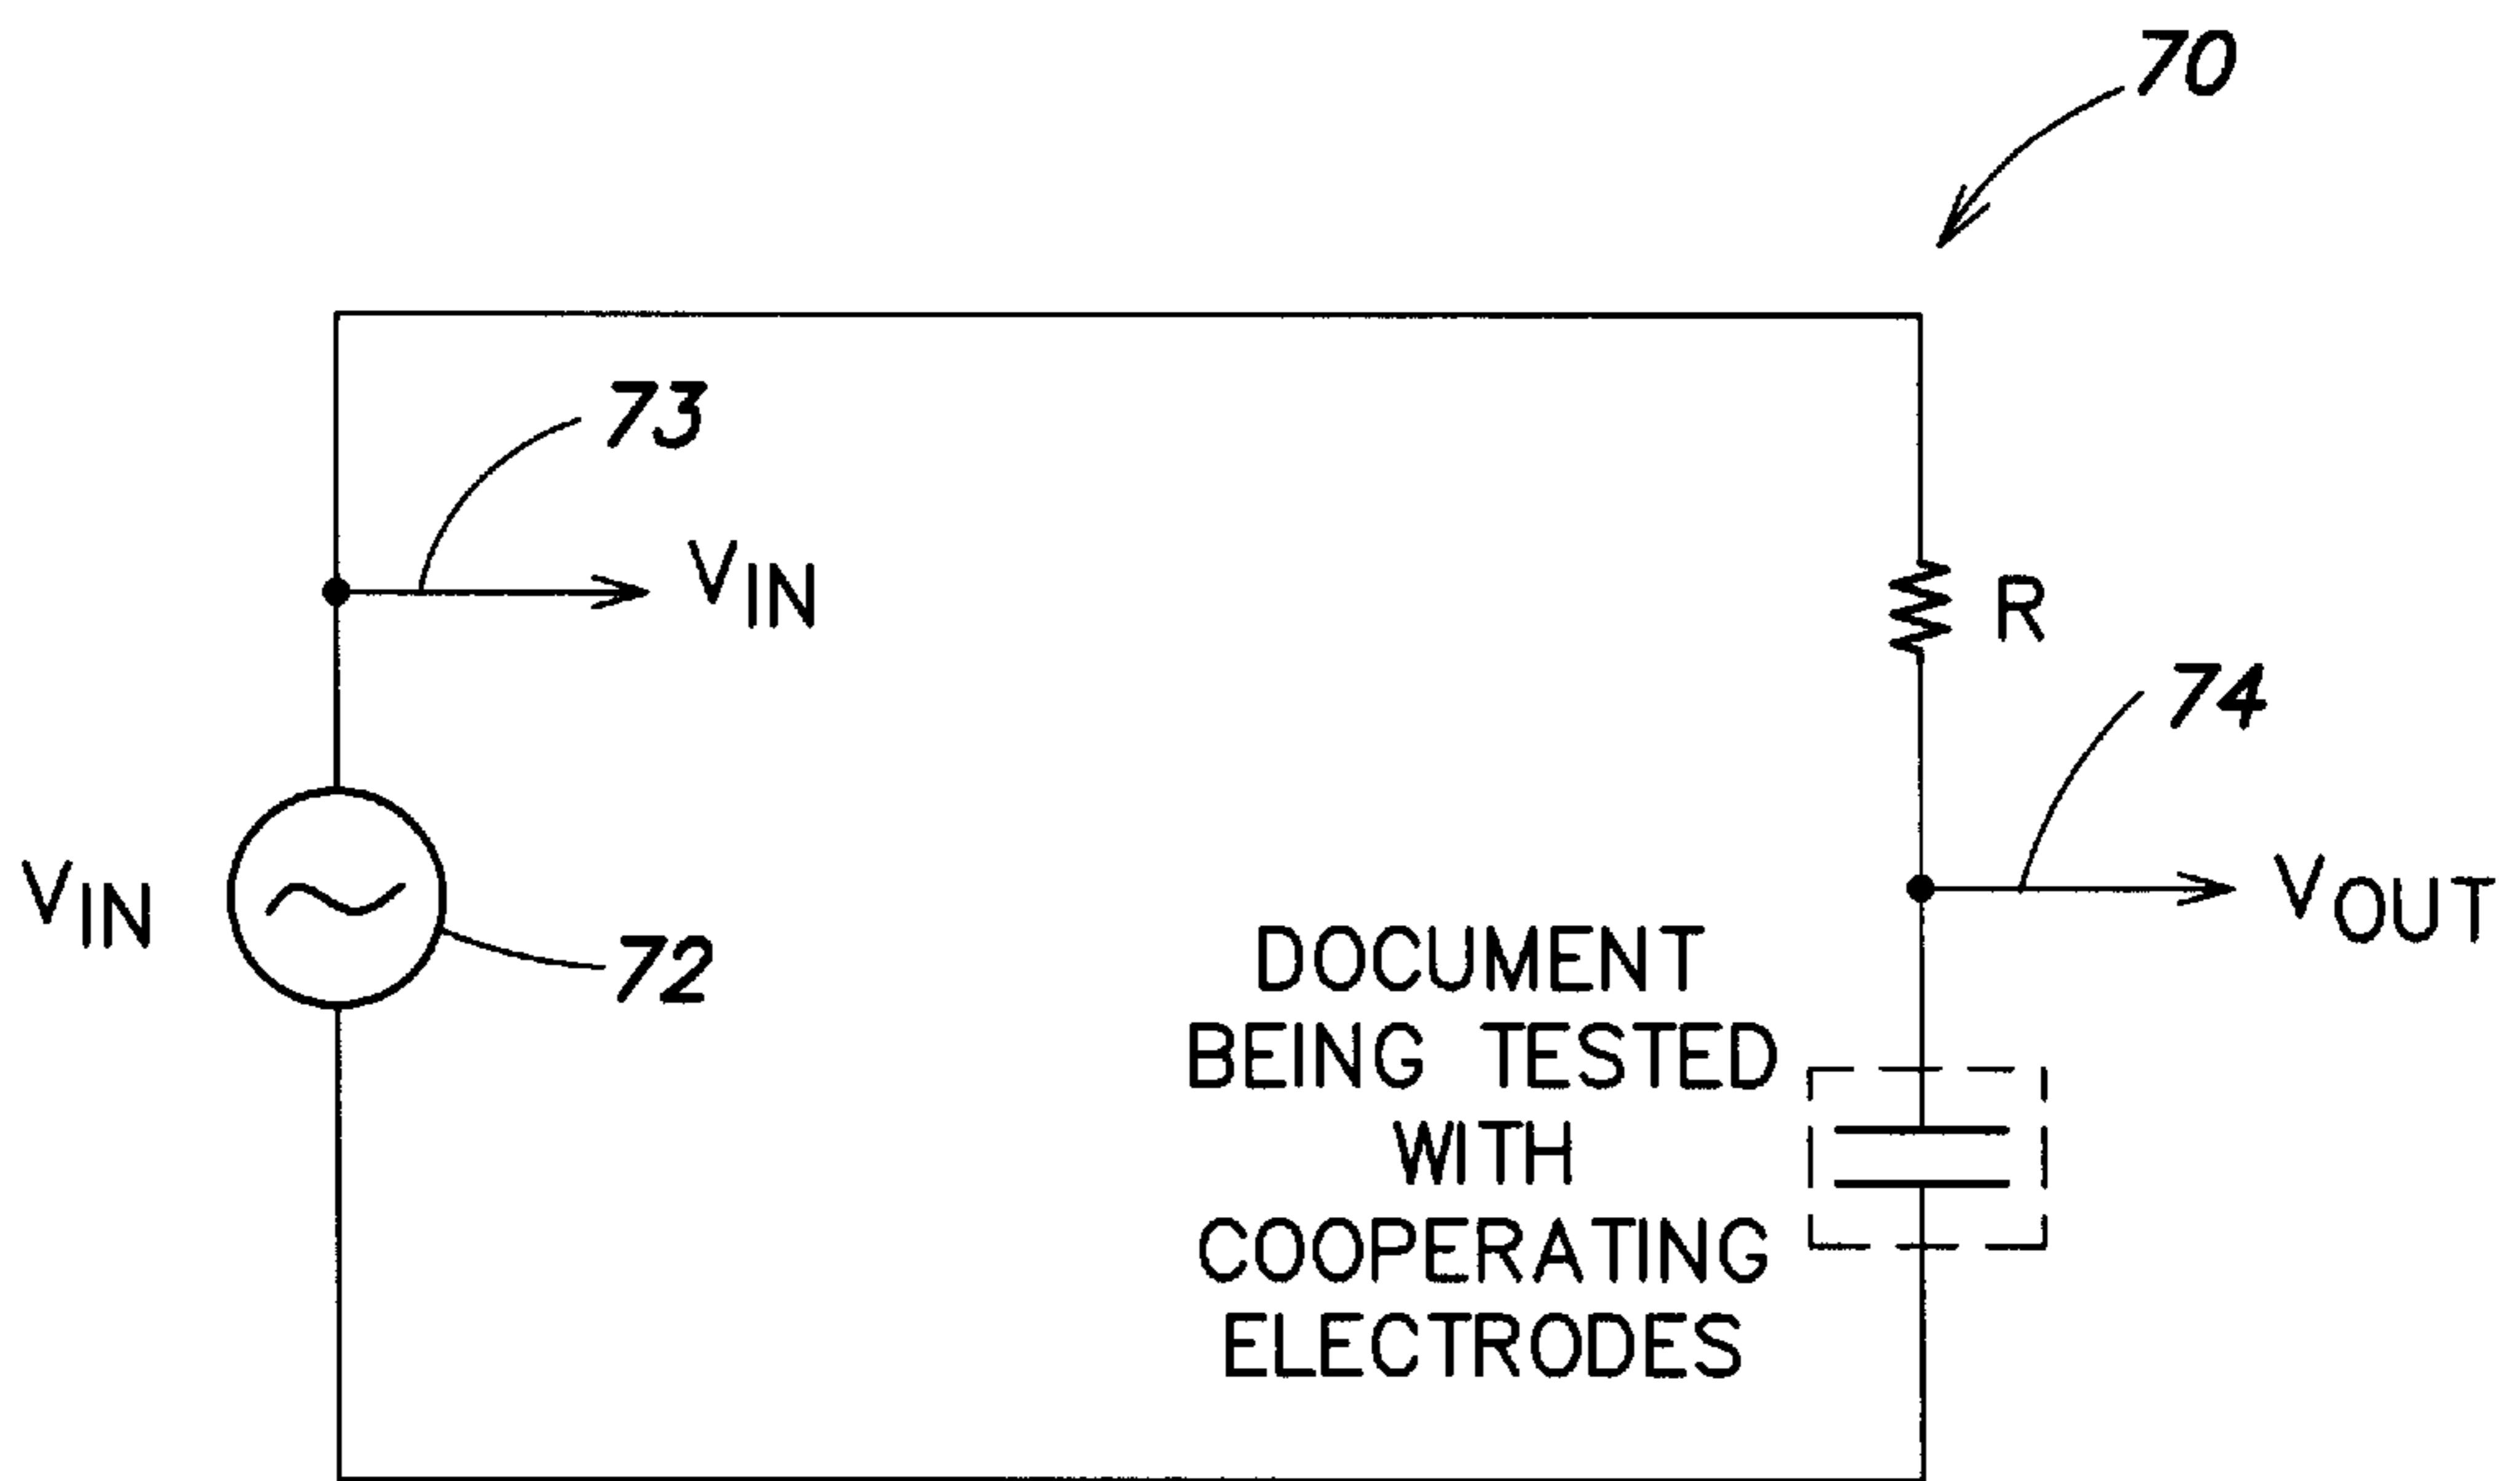 70
73
VIN
R
74
VIN
72
VOUT
DOCUMENT
BEING TESTED
WITH
COOPERATING
ELECTRODES